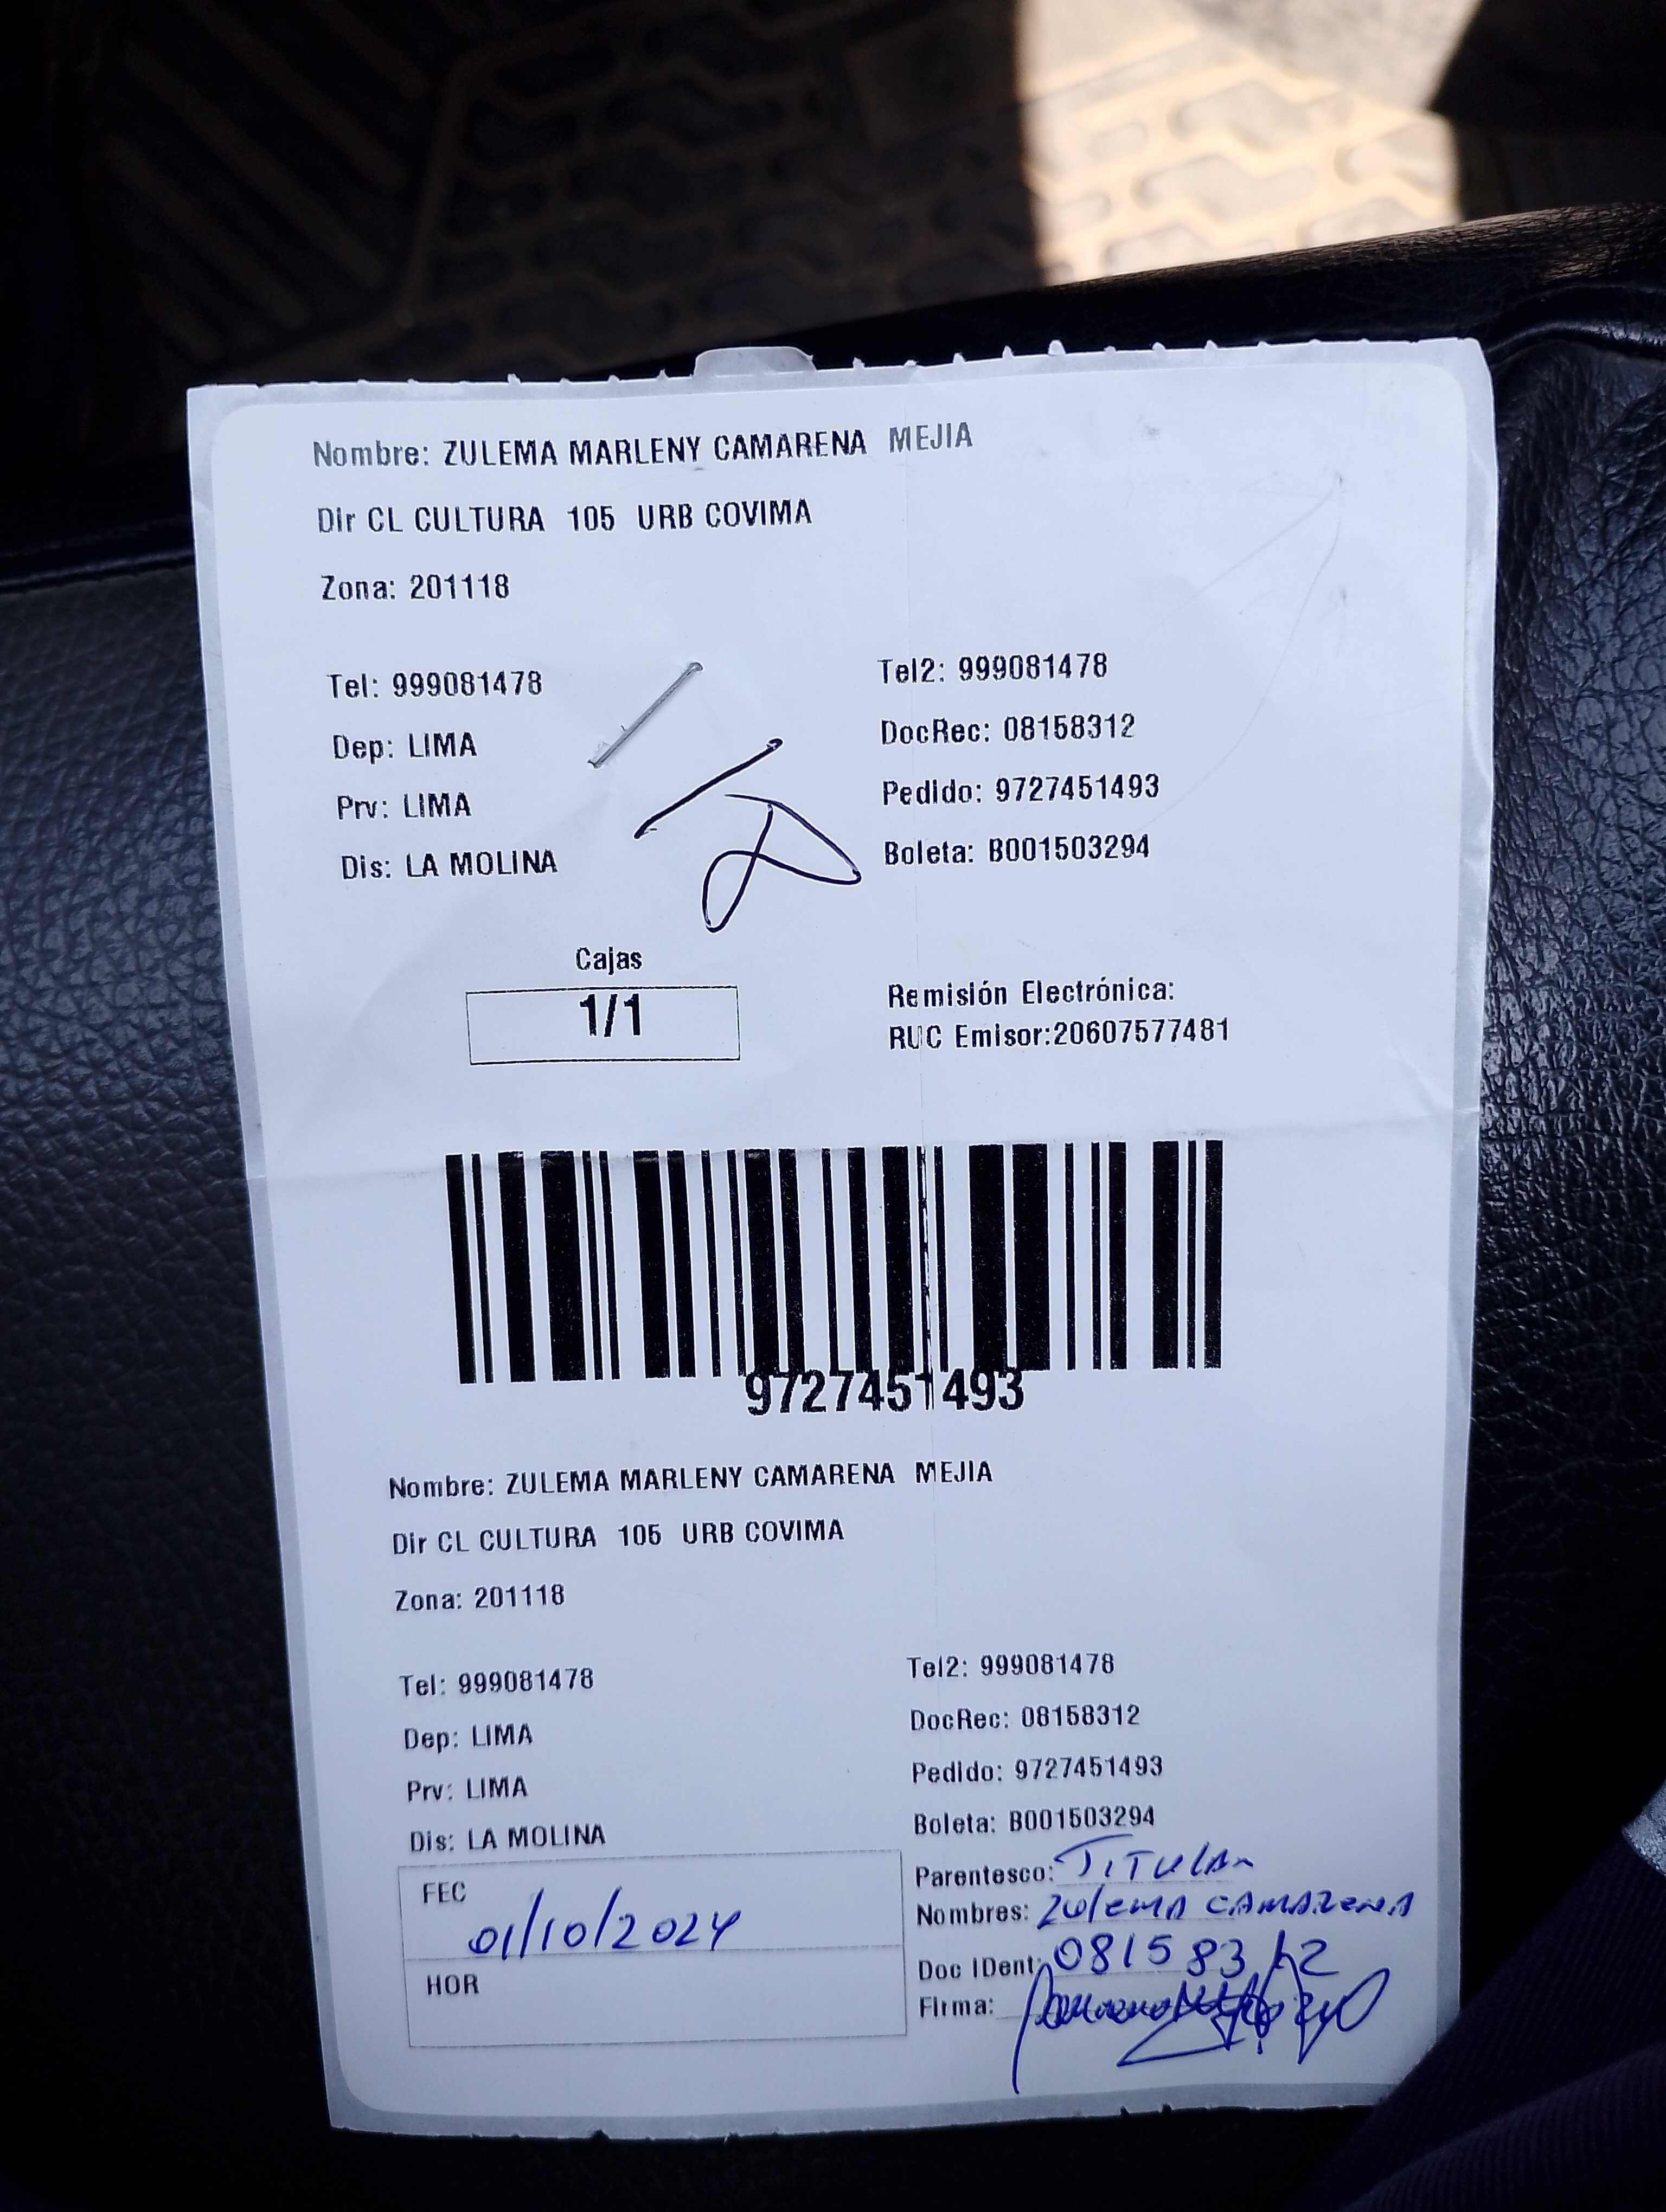 Nombre: ZULEMA MARLENY CAMARENA MEJIA
Dir CL CULTURA 105 URB COVIMA
Zona: 201118
Tel: 999081478 Tel2: 999081478
Dep: LIMA DocRec: 08158312
Prv: LIMA Pedido: 9727451493
Dis: LA MOLINA Boleta: B001503294
Cajas
1/1
Remisión Electrónica:
RUC Emisor:20607577481
9727451493
Nombre: ZULEMA MARLENY CAMARENA MEJIA
Dir CL CULTURA 105 URB COVIMA
Zona: 201118
Tel: 999081478 Tel2: 999081478
Dep: LIMA DocRec: 08158312
Prv: LIMA Pedido: 9727451493
Dis: LA MOLINA Boleta: B001503294
FEC 01/10/2024
HOR
Parentesco: TITULAR
Nombres: ZULEMA CAMARENA
Doc IDent: 08158312
Firma: